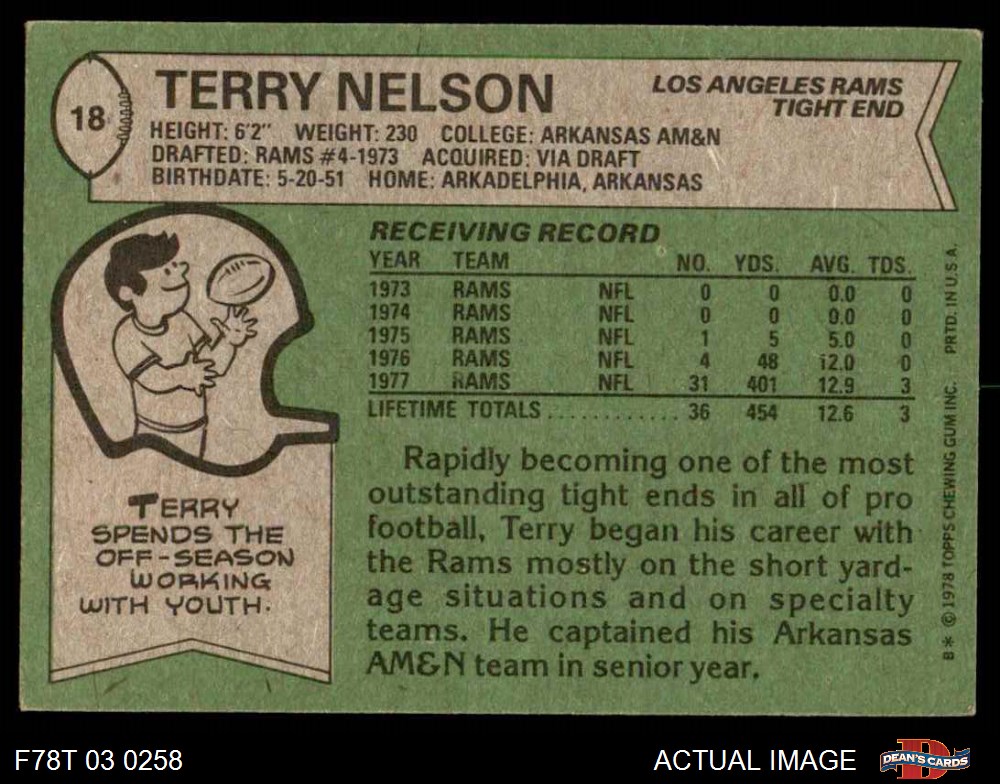 18
TERRY NELSON
LOS ANGELES RAMS
TIGHT END
HEIGHT: 6'2" WEIGHT: 230 COLLEGE: ARKANSAS AM&N
DRAFTED: RAMS #4-1973 ACQUIRED: VIA DRAFT
BIRTHDATE: 5-20-51 HOME: ARKADELPHIA, ARKANSAS
RECEIVING RECORD
YEAR TEAM NO. YDS. AVG. TDS.
1973 RAMS NFL 0 0 0.0 0
1974 RAMS NFL 0 0 0.0 0
1975 RAMS NFL 1 5 5.0 0
1976 RAMS NFL 4 48 12.0 0
1977 RAMS NFL 31 401 12.9 3
LIFETIME TOTALS ............ 36 454 12.6 3
Rapidly becoming one of the most
outstanding tight ends in all of pro
football, Terry began his career with
the Rams mostly on the short yard-
age situations and on specialty
teams. He captained his Arkansas
AM&N team in senior year.
TERRY
SPENDS THE
OFF-SEASON
WORKING
WITH YOUTH.
B* © 1978 TOPPS CHEWING GUM INC. PRTD. IN U.S.A.
F78T 03 0258
ACTUAL IMAGE
D
DEAN'S CARDS